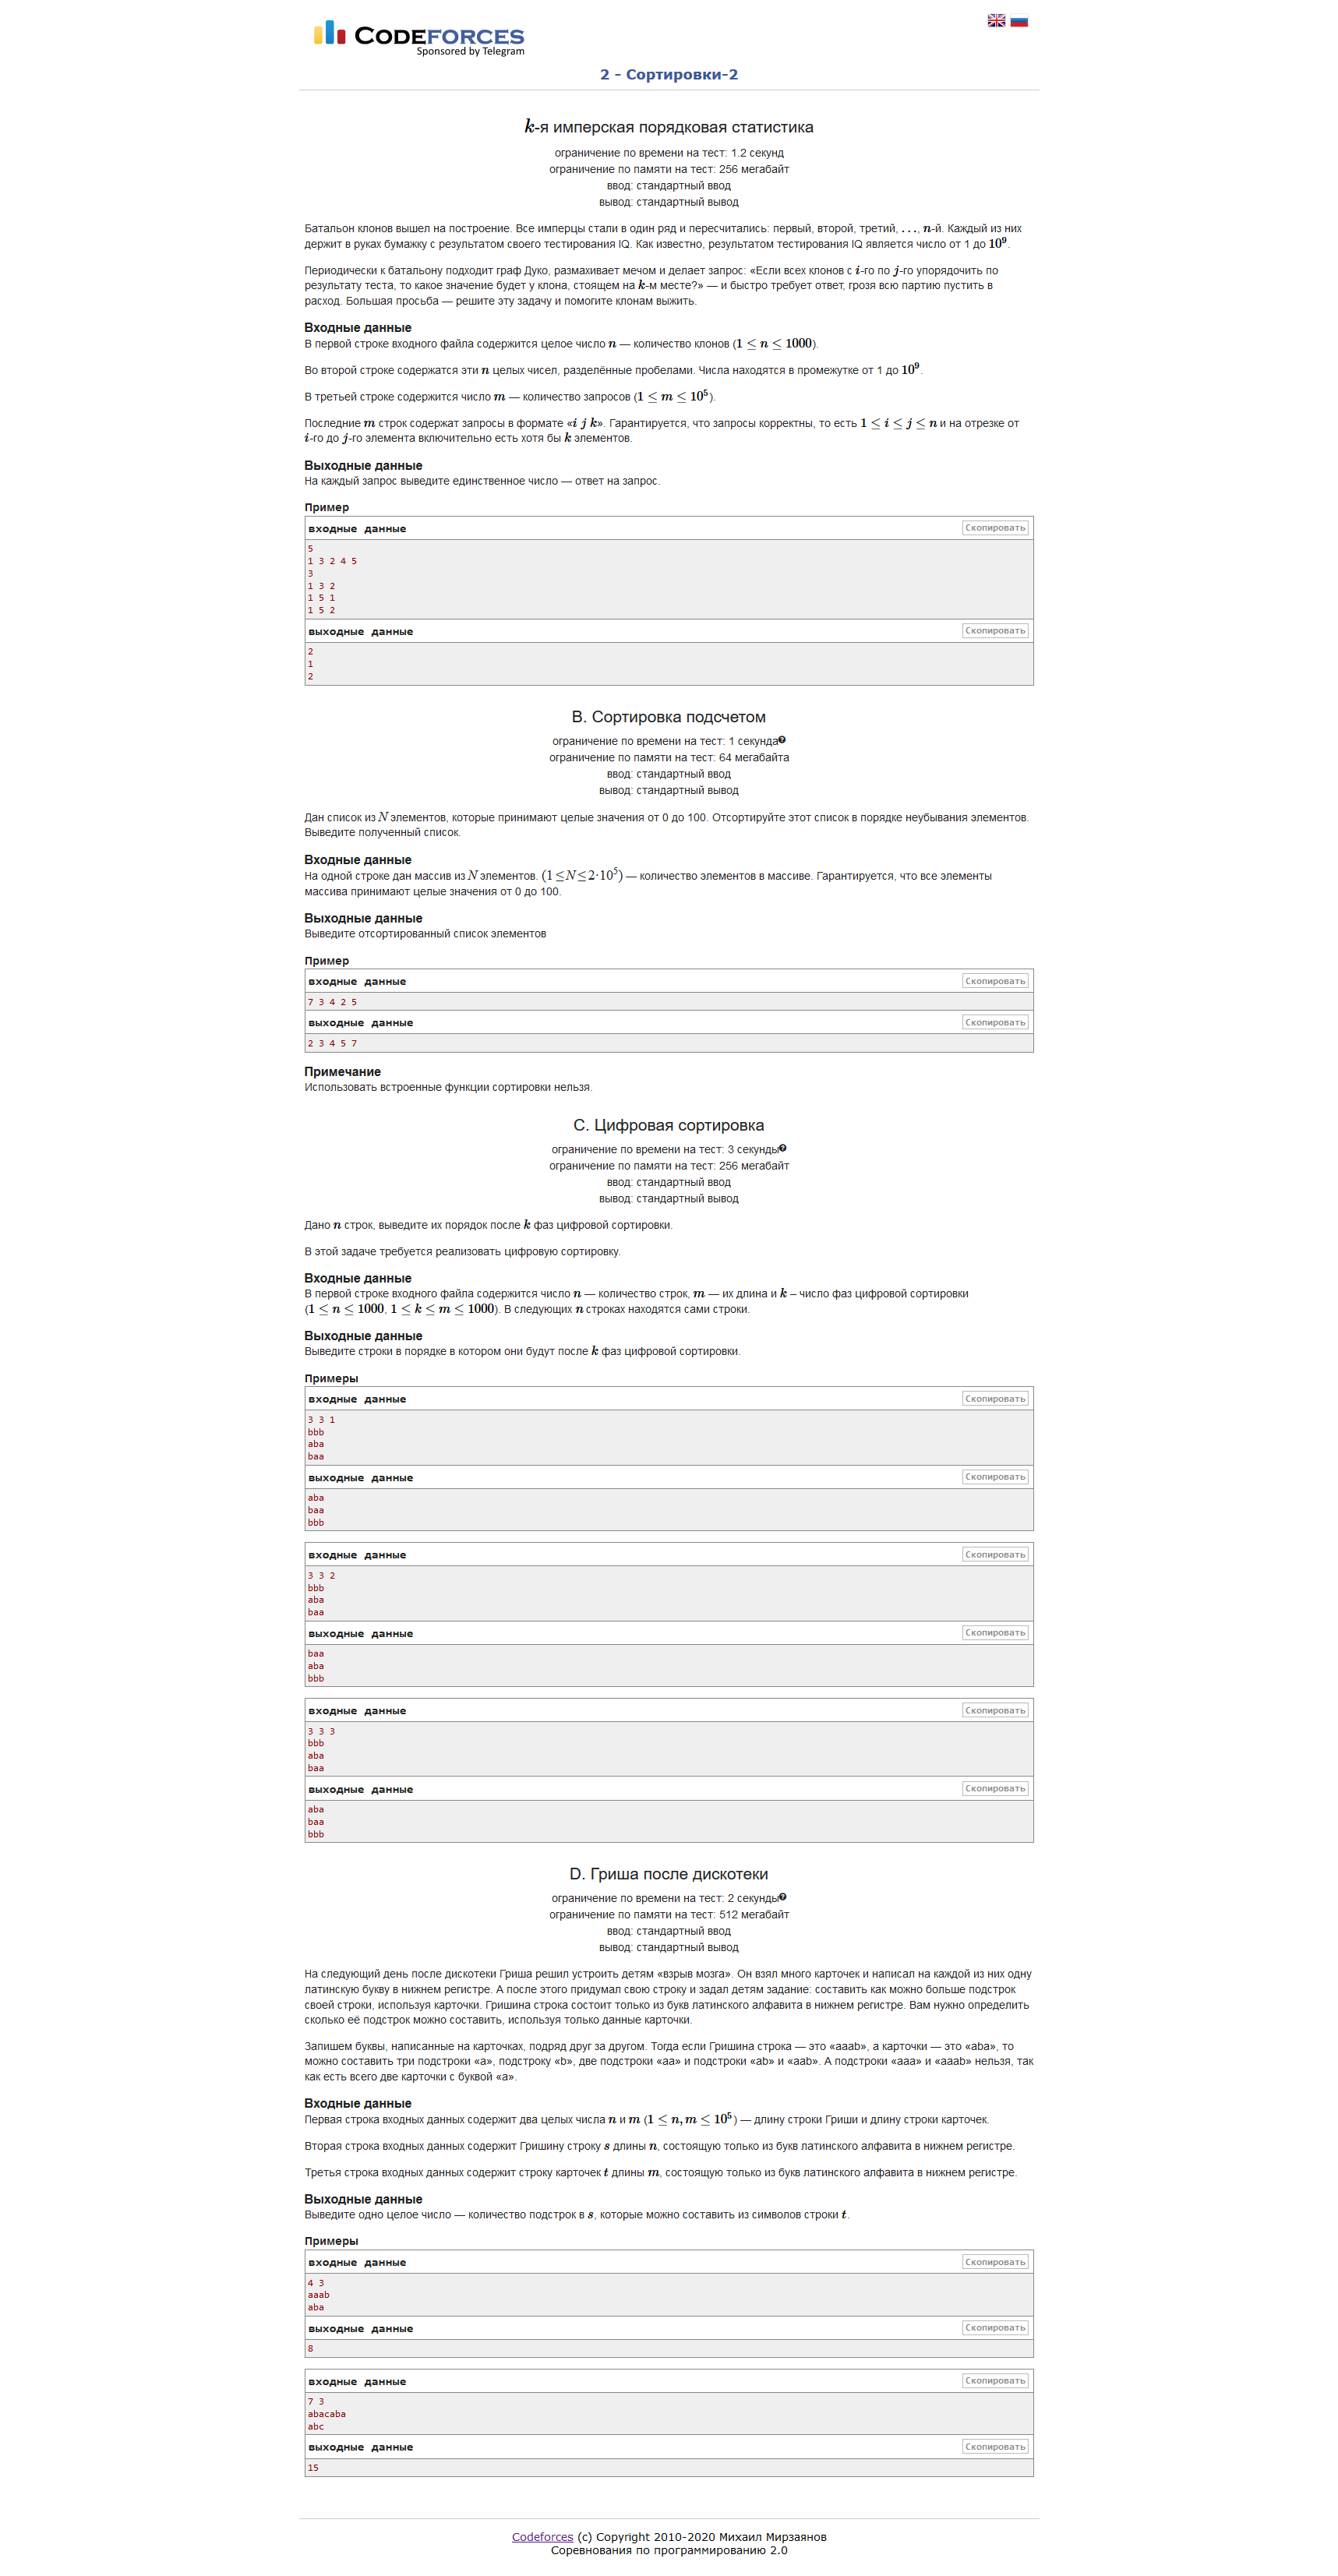 CODEFORCES
Sponsored by Telegram
2 - Сортировки-2
k-я имперская порядковая статистика
ограничение по времени на тест: 1.2 секунд
ограничение по памяти на тест: 256 мегабайт
ввод: стандартный ввод
вывод: стандартный вывод
Батальон клонов вышел на построение. Все имперцы стали в один ряд и пересчитались: первый, второй, третий, ..., n-й. Каждый из них
держит в руках бумажку с результатом своего тестирования IQ. Как известно, результатом тестирования IQ является число от 1 до 10⁹.
Периодически к батальону подходит граф Дуко, размахивает мечом и делает запрос: «Если всех клонов с i-го по j-го упорядочить по
результату теста, то какое значение будет у клона, стоящем на k-м месте?» — и быстро требует ответ, грозя всю партию пустить в
расход. Большая просьба — решите эту задачу и помогите клонам выжить.
Входные данные
В первой строке входного файла содержится целое число n — количество клонов (1 ≤ n ≤ 1000).
Во второй строке содержатся эти n целых чисел, разделённые пробелами. Числа находятся в промежутке от 1 до 10⁹.
В третьей строке содержится число m — количество запросов (1 ≤ m ≤ 10⁵).
Последние m строк содержат запросы в формате «i j k». Гарантируется, что запросы корректны, то есть 1 ≤ i ≤ j ≤ n и на отрезке от
i-го до j-го элемента включительно есть хотя бы k элементов.
Выходные данные
На каждый запрос выведите единственное число — ответ на запрос.
Пример
входные данные Скопировать
5
1 3 2 4 5
3
1 3 2
1 5 1
1 5 2
выходные данные Скопировать
2
1
2
B. Сортировка подсчетом
ограничение по времени на тест: 1 секунда
ограничение по памяти на тест: 64 мегабайта
ввод: стандартный ввод
вывод: стандартный вывод
Дан список из N элементов, которые принимают целые значения от 0 до 100. Отсортируйте этот список в порядке неубывания элементов.
Выведите полученный список.
Входные данные
На одной строке дан массив из N элементов. (1≤N≤2·10⁵) — количество элементов в массиве. Гарантируется, что все элементы
массива принимают целые значения от 0 до 100.
Выходные данные
Выведите отсортированный список элементов
Пример
входные данные Скопировать
7 3 4 2 5
выходные данные Скопировать
2 3 4 5 7
Примечание
Использовать встроенные функции сортировки нельзя.
C. Цифровая сортировка
ограничение по времени на тест: 3 секунды
ограничение по памяти на тест: 256 мегабайт
ввод: стандартный ввод
вывод: стандартный вывод
Дано n строк, выведите их порядок после k фаз цифровой сортировки.
В этой задаче требуется реализовать цифровую сортировку.
Входные данные
В первой строке входного файла содержится число n — количество строк, m — их длина и k – число фаз цифровой сортировки
(1 ≤ n ≤ 1000, 1 ≤ k ≤ m ≤ 1000). В следующих n строках находятся сами строки.
Выходные данные
Выведите строки в порядке в котором они будут после k фаз цифровой сортировки.
Примеры
входные данные Скопировать
3 3 1
bbb
aba
baa
выходные данные Скопировать
aba
baa
bbb
входные данные Скопировать
3 3 2
bbb
aba
baa
выходные данные Скопировать
baa
aba
bbb
входные данные Скопировать
3 3 3
bbb
aba
baa
выходные данные Скопировать
aba
baa
bbb
D. Гриша после дискотеки
ограничение по времени на тест: 2 секунды
ограничение по памяти на тест: 512 мегабайт
ввод: стандартный ввод
вывод: стандартный вывод
На следующий день после дискотеки Гриша решил устроить детям «взрыв мозга». Он взял много карточек и написал на каждой из них одну
латинскую букву в нижнем регистре. А после этого придумал свою строку и задал детям задание: составить как можно больше подстрок
своей строки, используя карточки. Гришина строка состоит только из букв латинского алфавита в нижнем регистре. Вам нужно определить
сколько её подстрок можно составить, используя только данные карточки.
Запишем буквы, написанные на карточках, подряд друг за другом. Тогда если Гришина строка — это «aaab», а карточки — это «aba», то
можно составить три подстроки «a», подстроку «b», две подстроки «aa» и подстроки «ab» и «aab». А подстроки «aaa» и «aaab» нельзя, так
как есть всего две карточки с буквой «a».
Входные данные
Первая строка входных данных содержит два целых числа n и m (1 ≤ n, m ≤ 10⁵) — длину строки Гриши и длину строки карточек.
Вторая строка входных данных содержит Гришину строку s длины n, состоящую только из букв латинского алфавита в нижнем регистре.
Третья строка входных данных содержит строку карточек t длины m, состоящую только из букв латинского алфавита в нижнем регистре.
Выходные данные
Выведите одно целое число — количество подстрок в s, которые можно составить из символов строки t.
Примеры
входные данные Скопировать
4 3
aaab
aba
выходные данные Скопировать
8
входные данные Скопировать
7 3
abacaba
abc
выходные данные Скопировать
15
Codeforces (c) Copyright 2010-2020 Михаил Мирзаянов
Соревнования по программированию 2.0